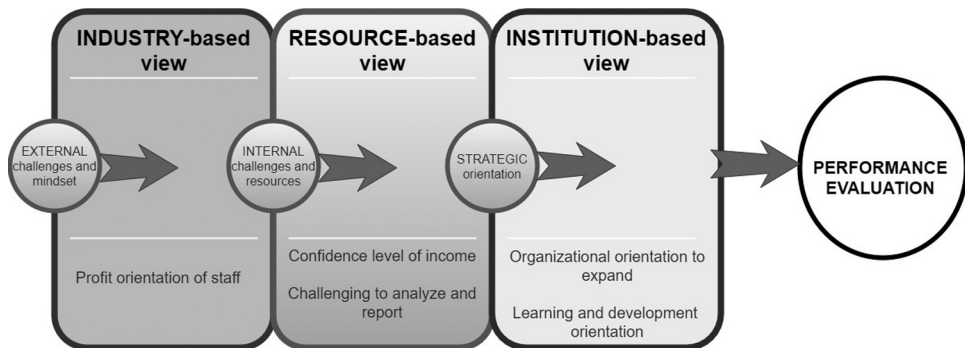 INDUSTRY-based
view
RESOURCE-based
view
INSTITUTION-based
view
EXTERNAL
challenges and
mindset
INTERNAL
challenges and
resources
STRATEGIC
orientation
PERFORMANCE
EVALUATION
Profit orientation of staff
Confidence level of income
Challenging to analyze and
report
Organizational orientation to
expand
Learning and development
orientation